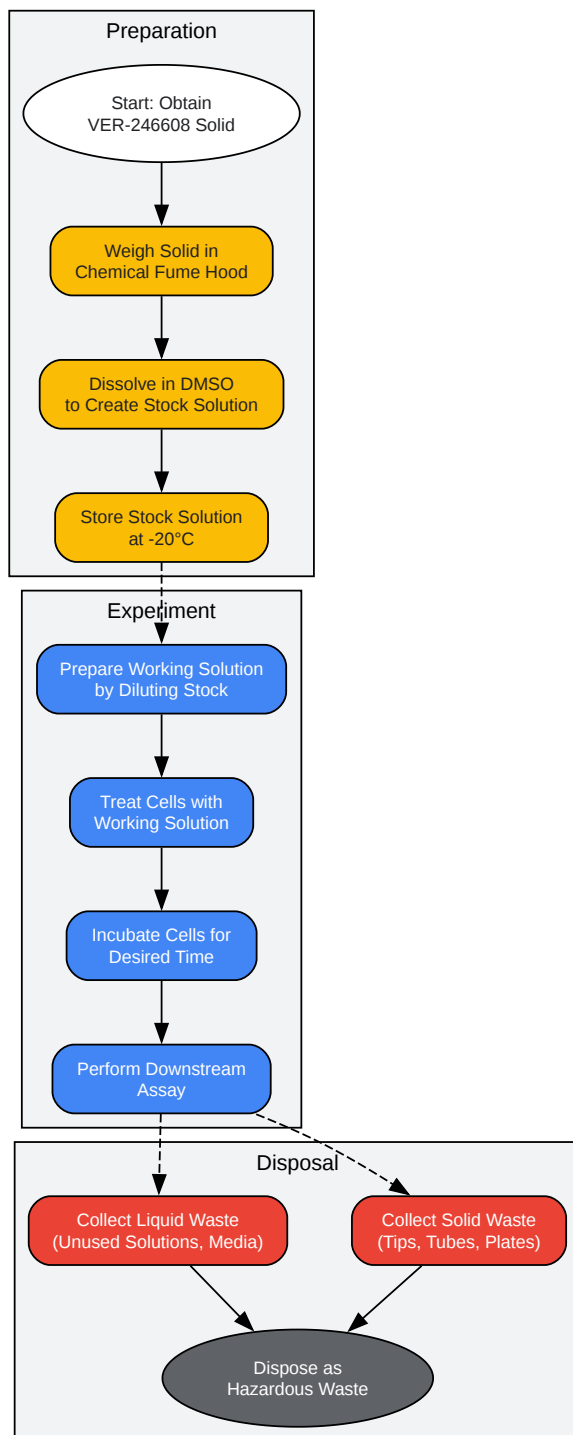 Preparation
Start: Obtain
VER-246608 Solid
Weigh Solid in
Chemical Fume Hood
Dissolve in DMSO
to Create Stock Solution
Store Stock Solution
at -20°C
Experiment
Prepare Working Solution
by Diluting Stock
Treat Cells with
Working Solution
Incubate Cells for
Desired Time
Perform Downstream
Assay
Disposal
Collect Liquid Waste
(Unused Solutions, Media)
Collect Solid Waste
(Tips, Tubes, Plates)
Dispose as
Hazardous Waste